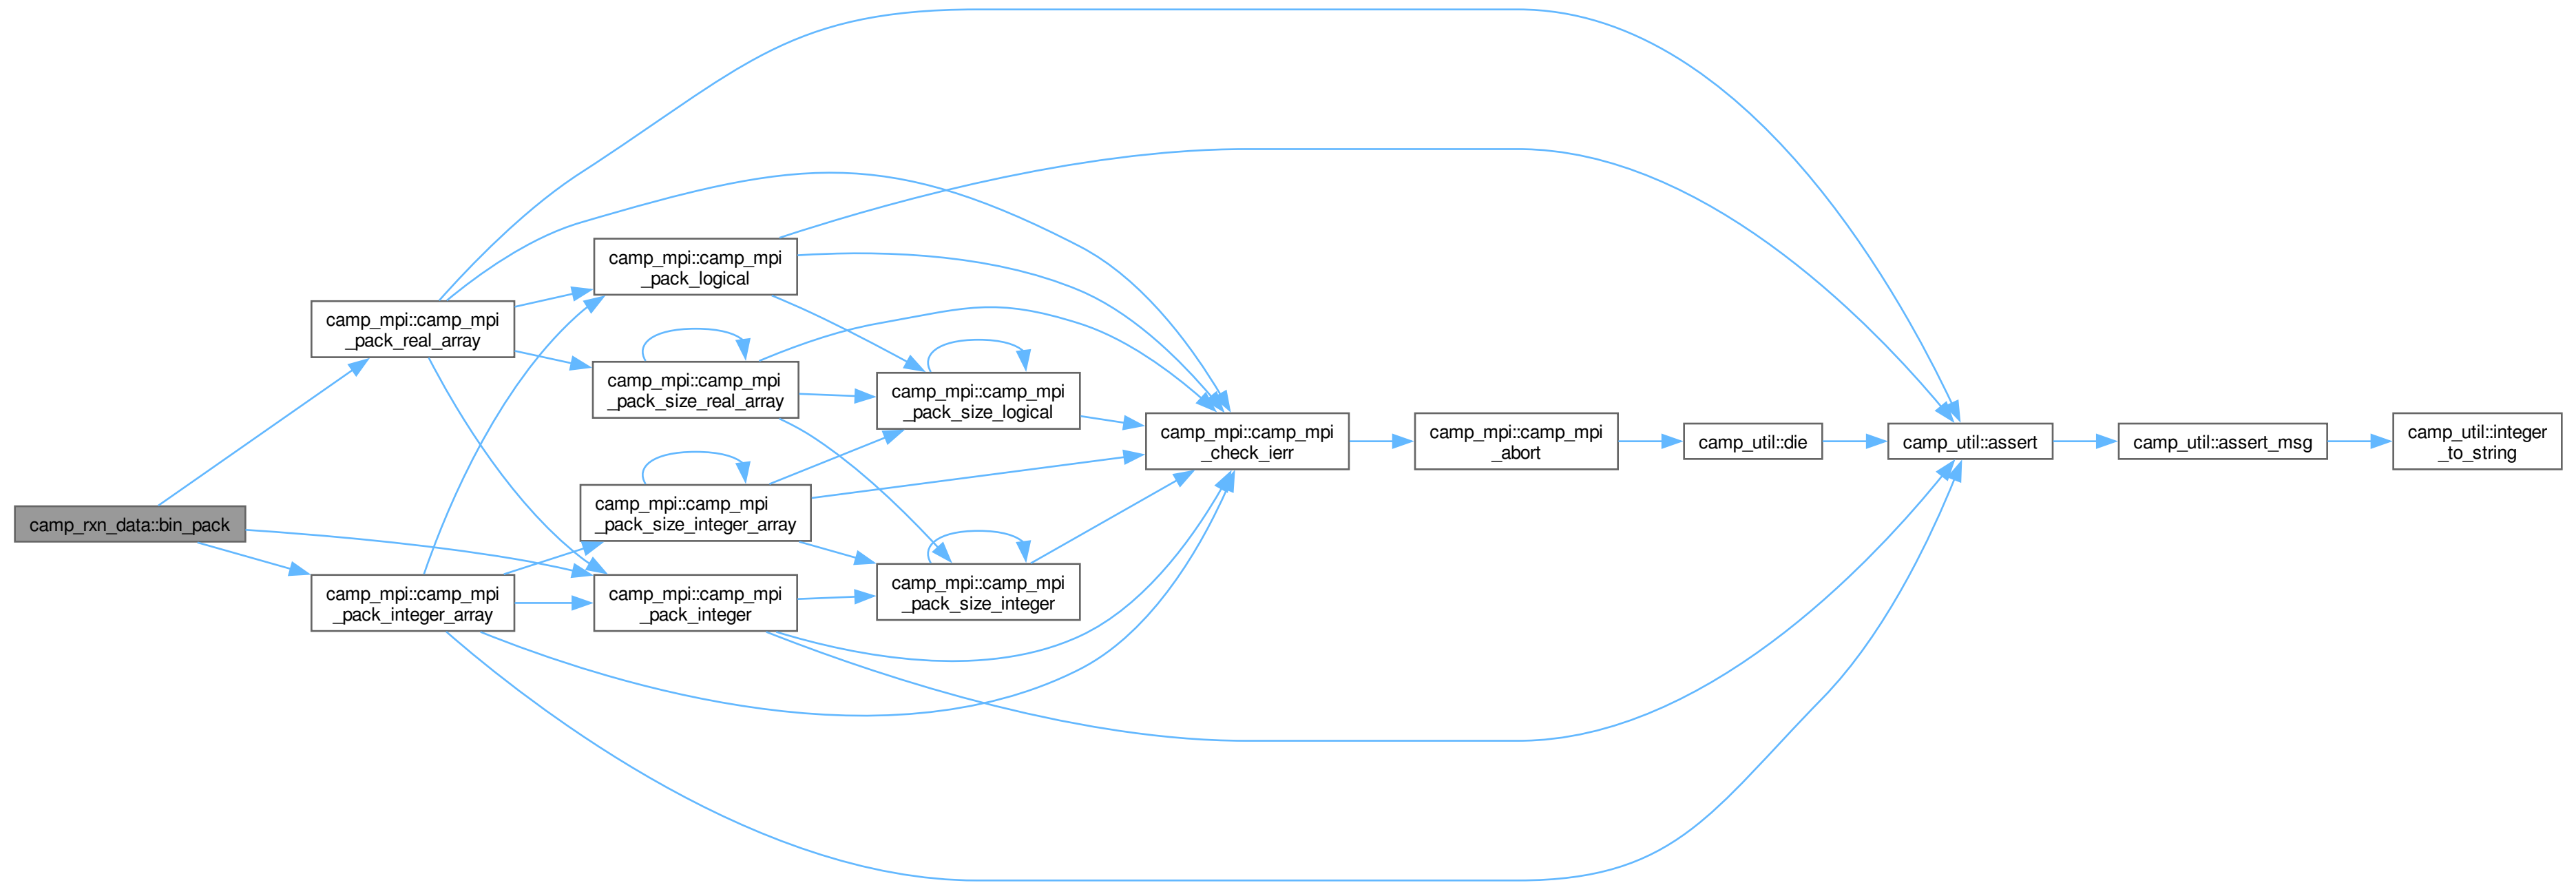 camp_rxn_data::bin_pack
camp_mpi::camp_mpi
_pack_real_array
camp_mpi::camp_mpi
_pack_integer_array
camp_mpi::camp_mpi
_pack_logical
camp_mpi::camp_mpi
_pack_size_real_array
camp_mpi::camp_mpi
_pack_size_integer_array
camp_mpi::camp_mpi
_pack_integer
camp_mpi::camp_mpi
_pack_size_logical
camp_mpi::camp_mpi
_pack_size_integer
camp_mpi::camp_mpi
_check_ierr
camp_mpi::camp_mpi
_abort
camp_util::die
camp_util::assert
camp_util::assert_msg
camp_util::integer
_to_string